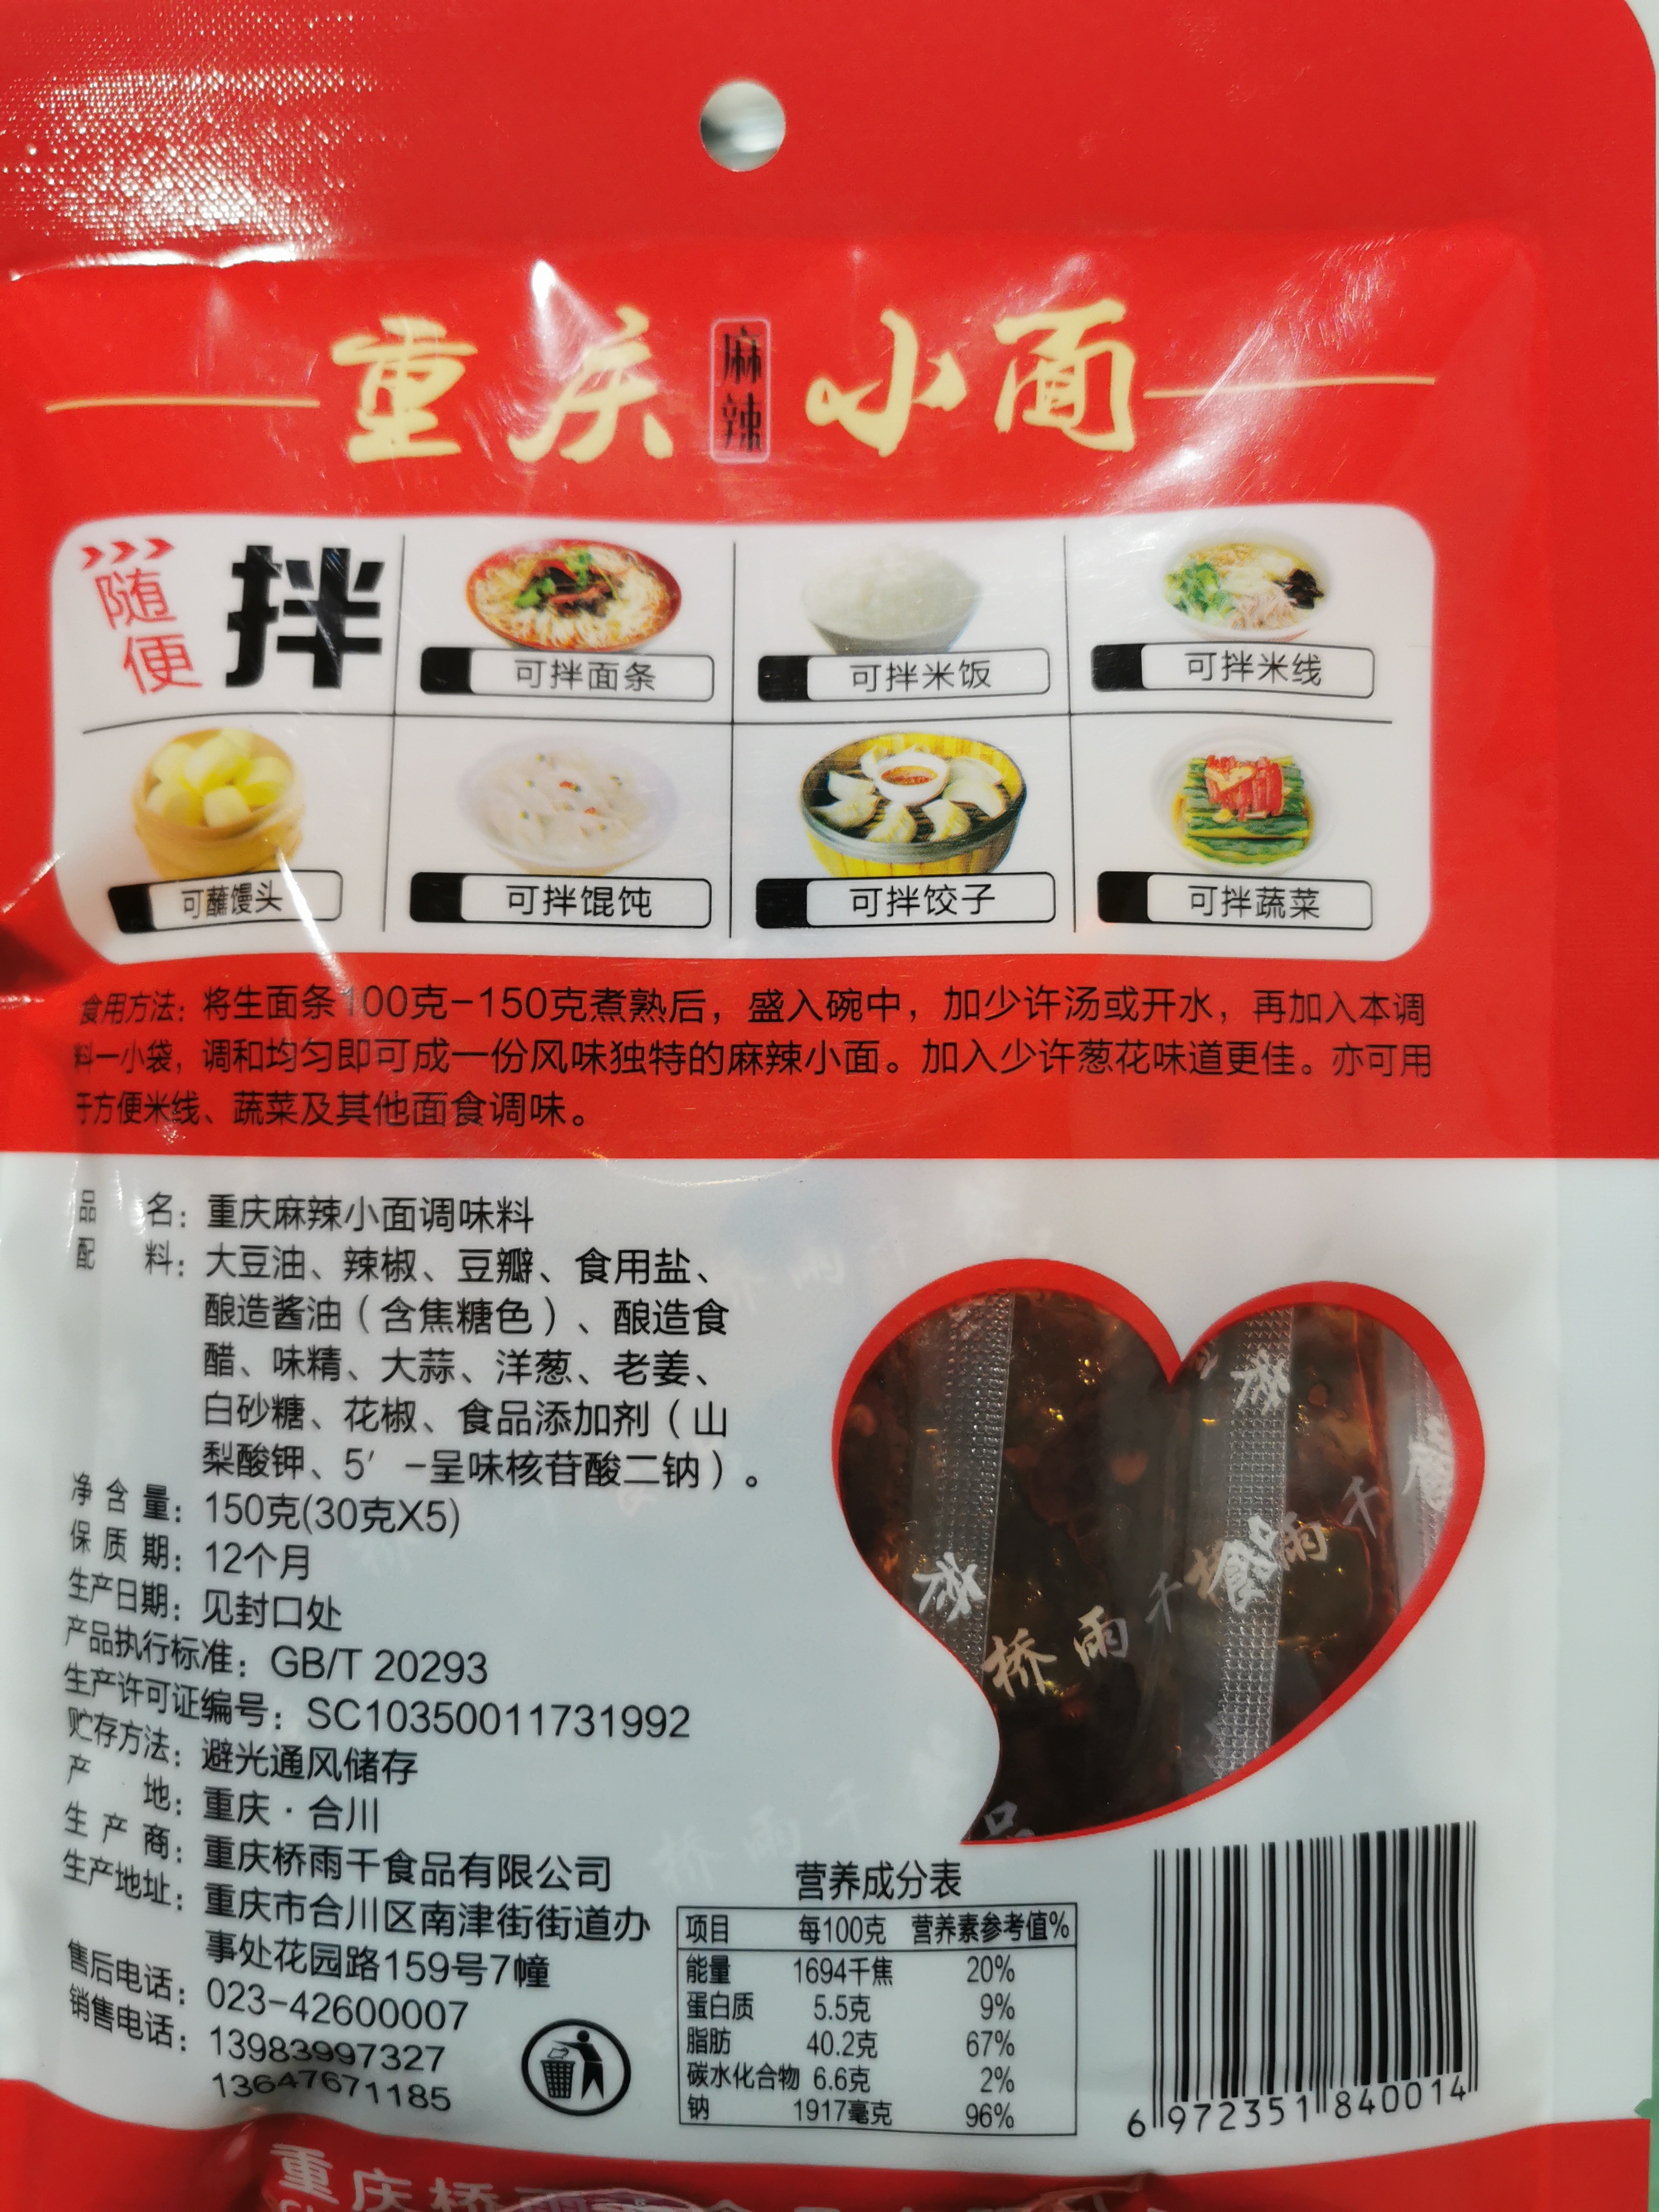 重庆麻辣小面
随便拌
可拌面条
可拌米饭
可拌米线
可蘸馒头
可拌馄饨
可拌饺子
可拌蔬菜
食用方法：将生面条100克-150克煮熟后，盛入碗中，加少许汤或开水，再加入本调
料一小袋，调和均匀即可成一份风味独特的麻辣小面。加入少许葱花味道更佳。亦可用
于方便米线、蔬菜及其他面食调味。
品名：重庆麻辣小面调味料
配料：大豆油、辣椒、豆瓣、食用盐、
酿造酱油（含焦糖色）、酿造食
醋、味精、大蒜、洋葱、老姜、
白砂糖、花椒、食品添加剂（山
梨酸钾、5′-呈味核苷酸二钠）。
净含量：150克(30克X5)
保质期：12个月
生产日期：见封口处
产品执行标准：GB/T 20293
生产许可证编号：SC10350011731992
贮存方法：避光通风储存
产地：重庆·合川
生产商：重庆桥雨千食品有限公司
生产地址：重庆市合川区南津街街道办
事处花园路159号7幢
售后电话：023-42600007
销售电话：13983997327
13647671185
桥雨千食
桥雨千
营养成分表
项目 每100克 营养素参考值%
能量 1694千焦 20%
蛋白质 5.5克 9%
脂肪 40.2克 67%
碳水化合物 6.6克 2%
钠 1917毫克 96%
6 972351 840014
重庆桥雨